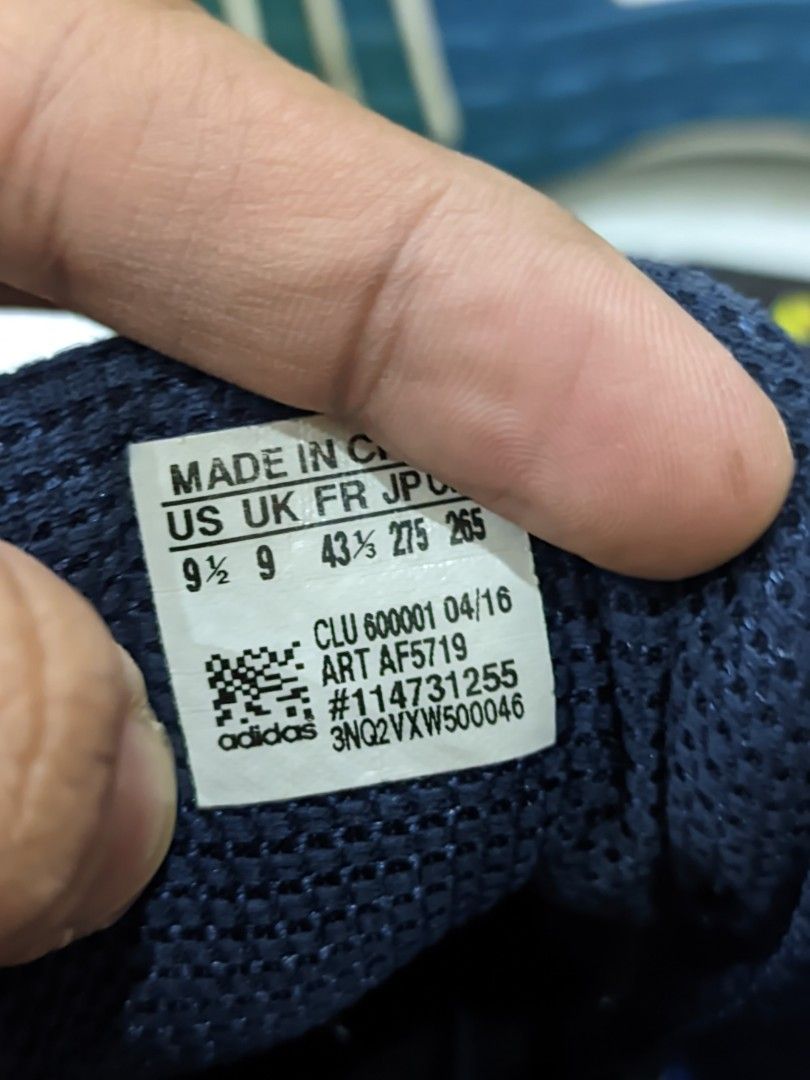 MADE IN
US UK FR JP
9½ 9 43⅓ 275 265
CLU 600001 04/16
ART AF5719
#114731255
adidas 3NQ2VXW500046